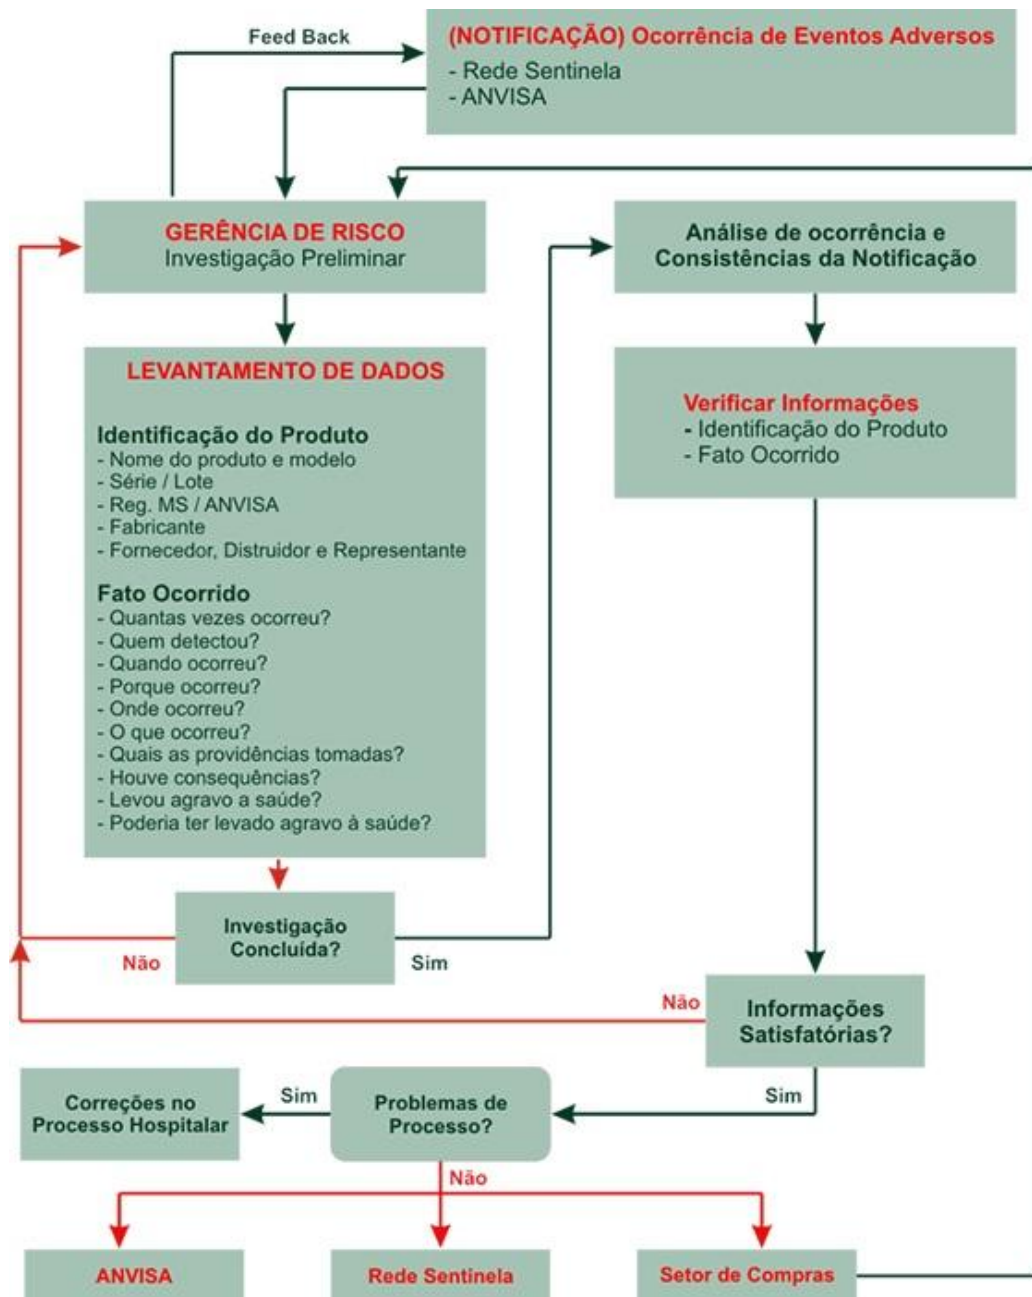 Feed Back
(NOTIFICAÇÃO) Ocorrência de Eventos Adversos
- Rede Sentinela
- ANVISA
GERÊNCIA DE RISCO
Investigação Preliminar
Análise de ocorrência e
Consistências da Notificação
LEVANTAMENTO DE DADOS
Identificação do Produto
- Nome do produto e modelo
- Série / Lote
- Reg. MS / ANVISA
- Fabricante
- Fornecedor, Distruidor e Representante
Fato Ocorrido
- Quantas vezes ocorreu?
- Quem detectou?
- Quando ocorreu?
- Porque ocorreu?
- Onde ocorreu?
- O que ocorreu?
- Quais as providências tomadas?
- Houve consequências?
- Levou agravo a saúde?
- Poderia ter levado agravo à saúde?
Verificar Informações
- Identificação do Produto
- Fato Ocorrido
Investigação
Concluída?
Não
Sim
Não
Informações
Satisfatórias?
Sim
Problemas de
Processo?
Sim
Correções no
Processo Hospitalar
Não
ANVISA
Rede Sentinela
Setor de Compras